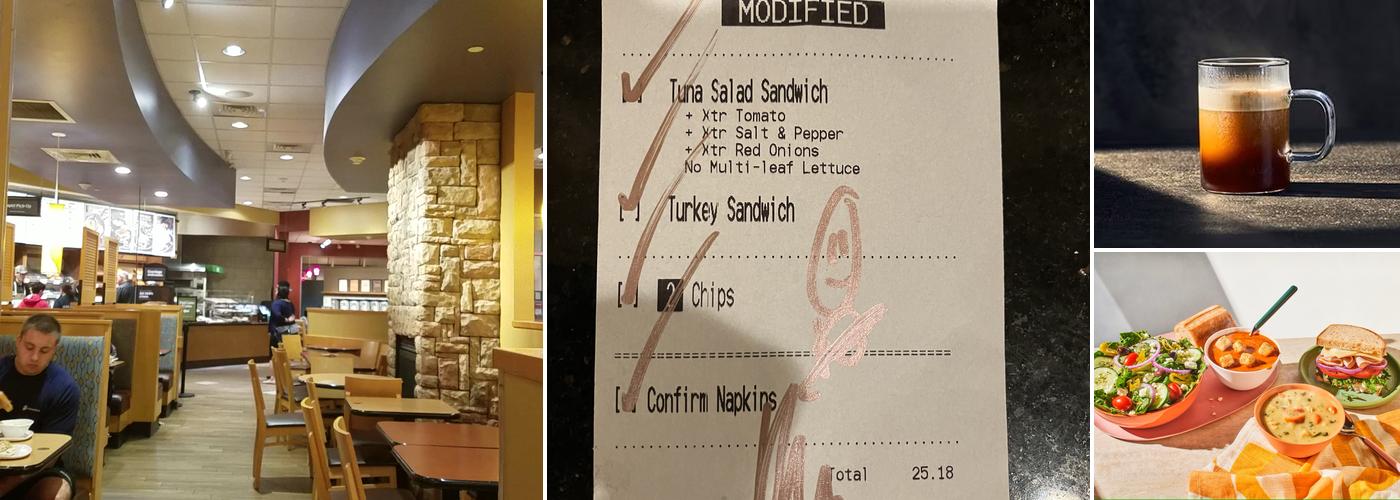 MODIFIED
Tuna Salad Sandwich
+ Xtr Tomato
+ Xtr Salt & Pepper
+ Xtr Red Onions
No Multi-leaf Lettuce
[ ] Turkey Sandwich
[ ] 2 Chips
[ ] Confirm Napkins
Total 25.18